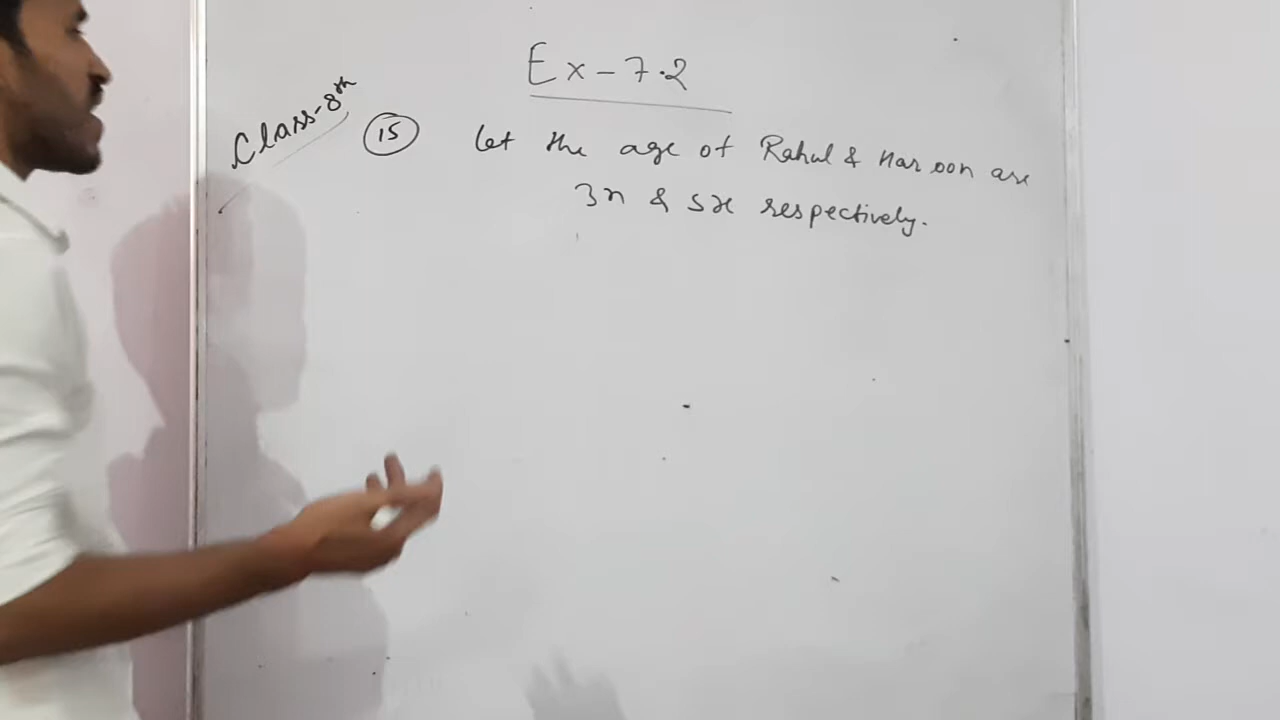 Ex-7.2
Class-8th
15 Let the age of Rahul & Haroon are
3x & 5x respectively.